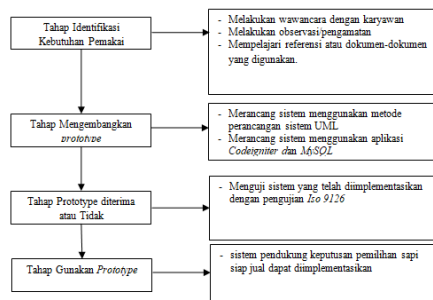 Tahap Identifikasi
Kebutuhan Pemakai
- Melakukan wawancara dengan karyawan
- Melakukan observasi/pengamatan
- Mempelajari referensi atau dokumen-dokumen
yang digunakan.
Tahap Mengembangkan
prototype
- Merancang sistem menggunakan metode
perancangan sistem UML
- Merancang sistem menggunakan aplikasi
Codeigniter dan MySQL
Tahap Prototype diterima
atau Tidak
- Menguji sistem yang telah diimplementasikan
dengan pengujian Iso 9126
Tahap Gunakan Prototype
- sistem pendukung keputusan pemilihan sapi
siap jual dapat diimplementasikan